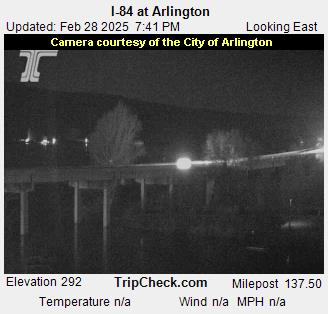 I-84 at Arlington
Updated: Feb 28 2025 7:41 PM Looking East
Camera courtesy of the City of Arlington
Elevation 292 TripCheck.com Milepost 137.50
Temperature n/a Wind n/a MPH n/a